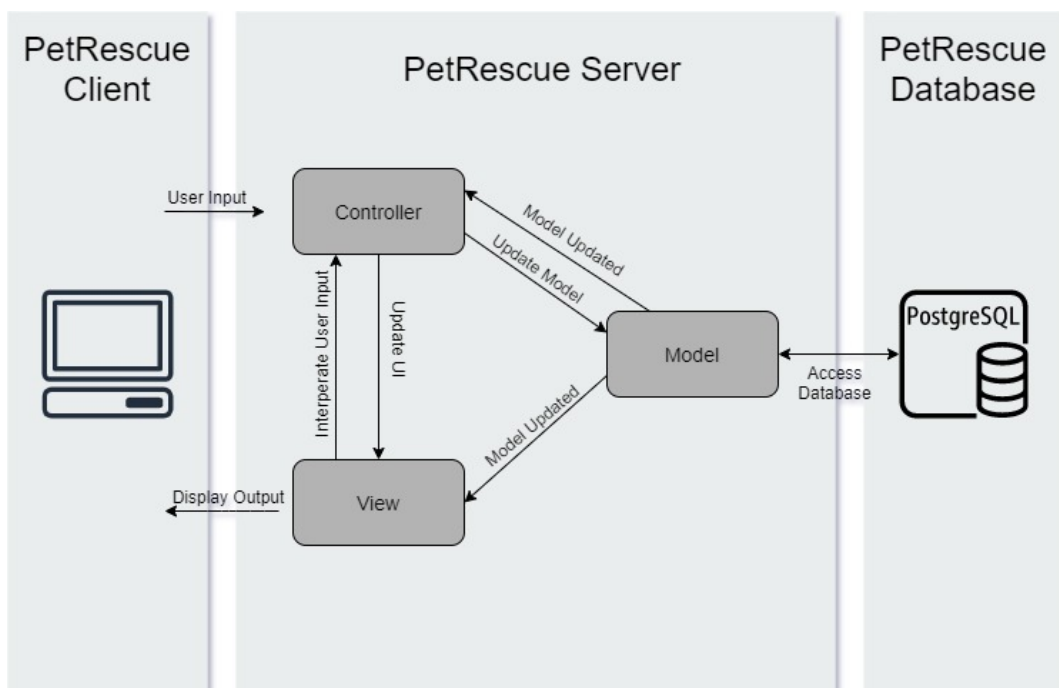 PetRescue
Client
PetRescue Server
PetRescue
Database
User Input
Controller
Model Updated
Update Model
Interperate User Input
Update UI
Model
Access
Database
PostgreSQL
Model Updated
Display Output
View